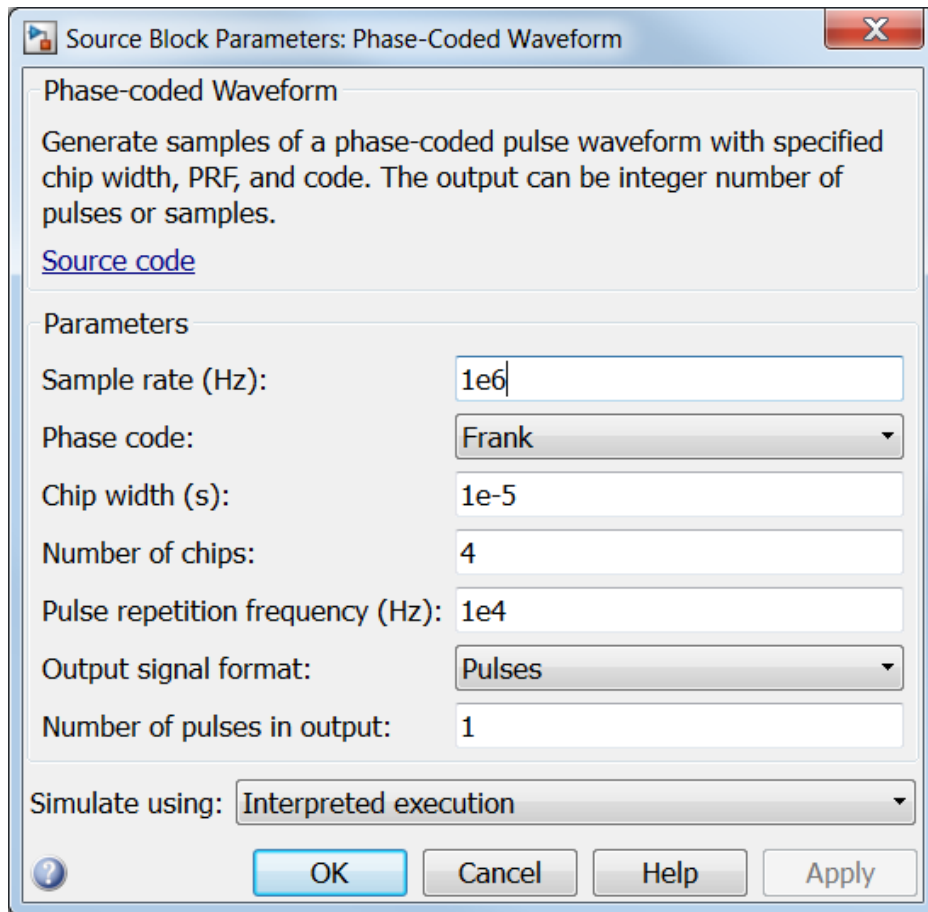 Source Block Parameters: Phase-Coded Waveform
X
Phase-coded Waveform
Generate samples of a phase-coded pulse waveform with specified
chip width, PRF, and code. The output can be integer number of
pulses or samples.
Source code
Parameters
Sample rate (Hz): 1e6
Phase code: Frank
Chip width (s): 1e-5
Number of chips: 4
Pulse repetition frequency (Hz): 1e4
Output signal format: Pulses
Number of pulses in output: 1
Simulate using: Interpreted execution
? OK Cancel Help Apply